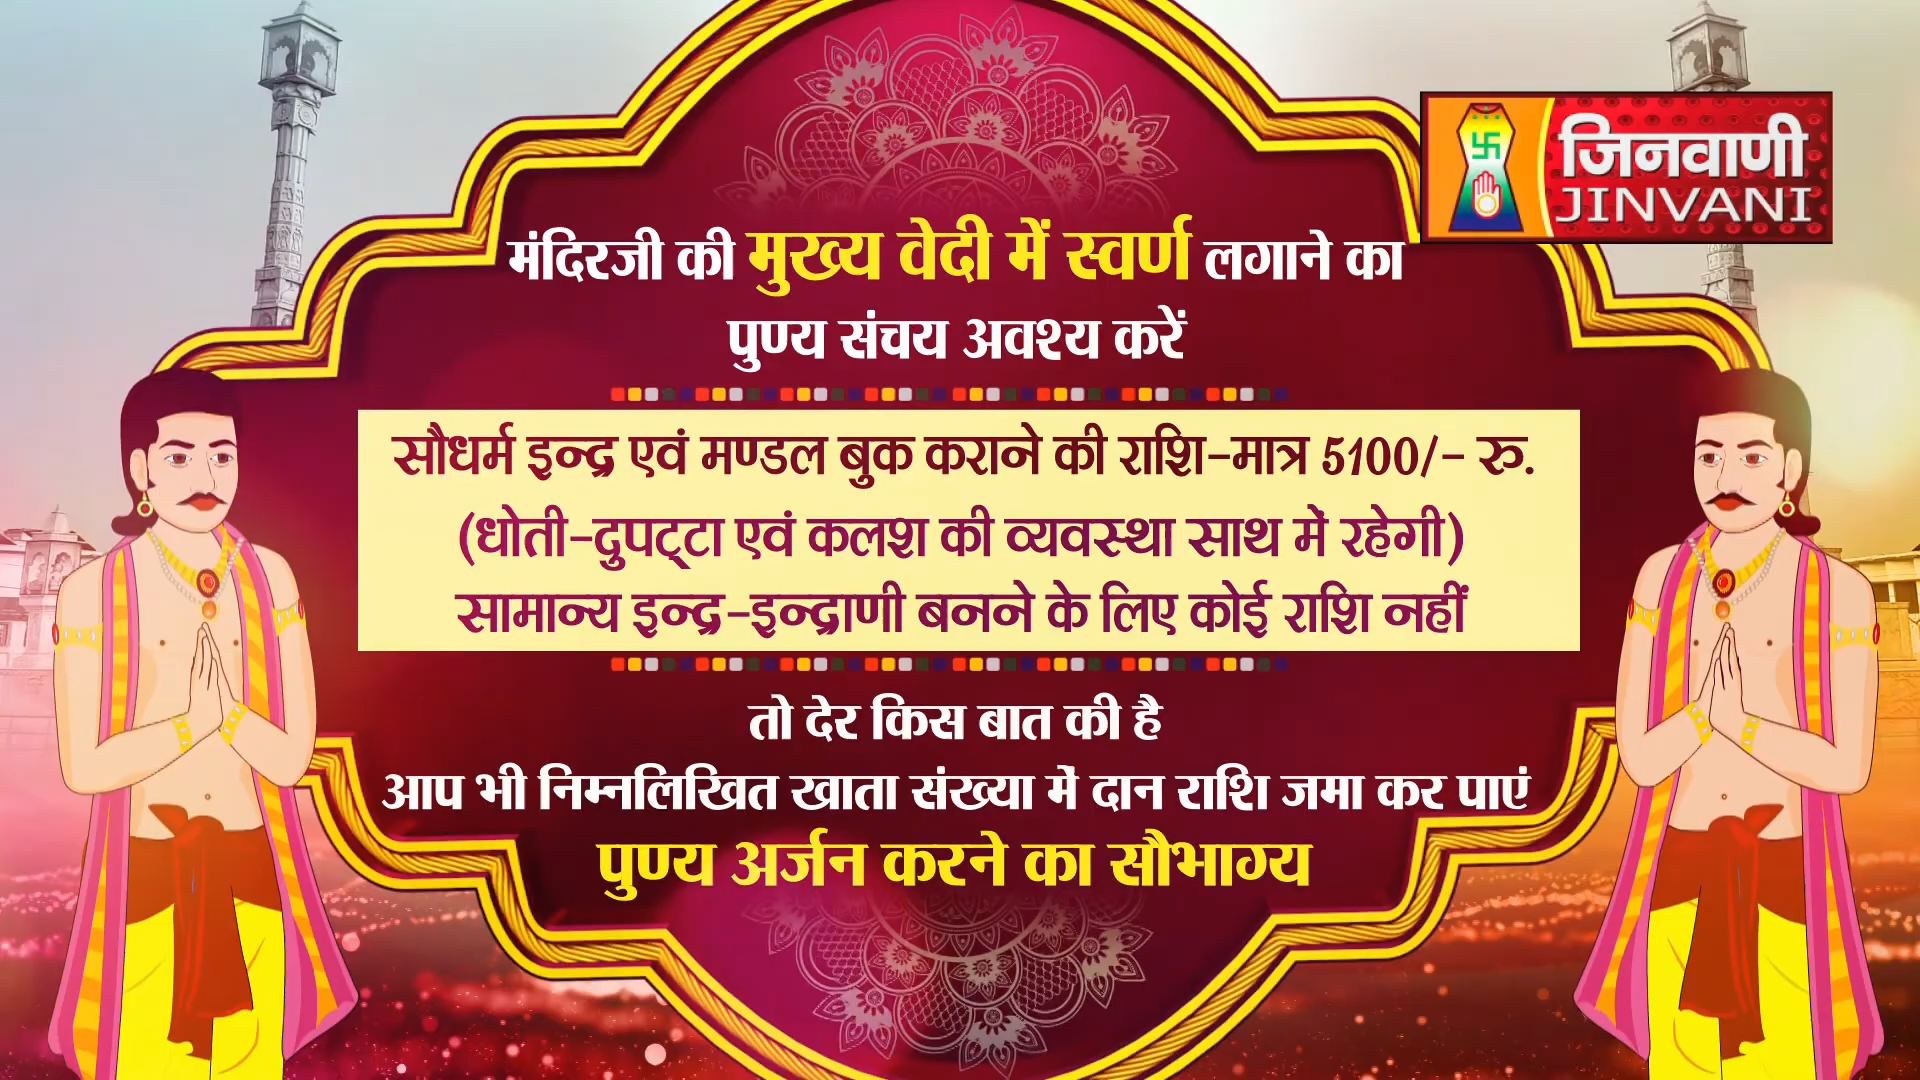 जिनवाणी
JINVANI
मंदिरजी की मुख्य वेदी में स्वर्ण लगाने का
पुण्य संचय अवश्य करें
सौधर्म इन्द्र एवं मण्डल बुक कराने की राशि-मात्र 5100/- रु.
(धोती-दुपट्टा एवं कलश की व्यवस्था साथ में रहेगी)
सामान्य इन्द्र-इन्द्राणी बनने के लिए कोई राशि नहीं
तो देर किस बात की है
आप भी निम्नलिखित खाता संख्या में दान राशि जमा कर पाएं
पुण्य अर्जन करने का सौभाग्य